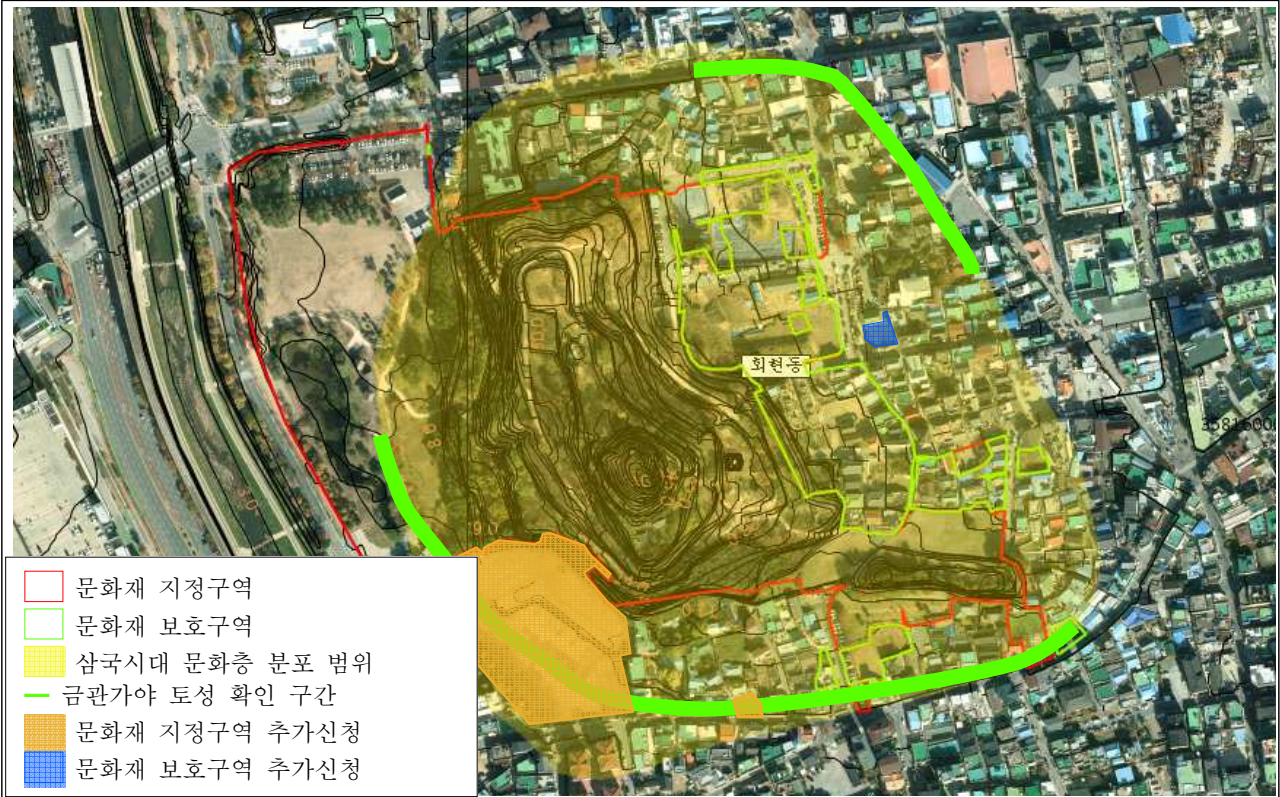 회현동
3581600
문화재 지정구역
문화재 보호구역
삼국시대 문화층 분포 범위
금관가야 토성 확인 구간
문화재 지정구역 추가신청
문화재 보호구역 추가신청